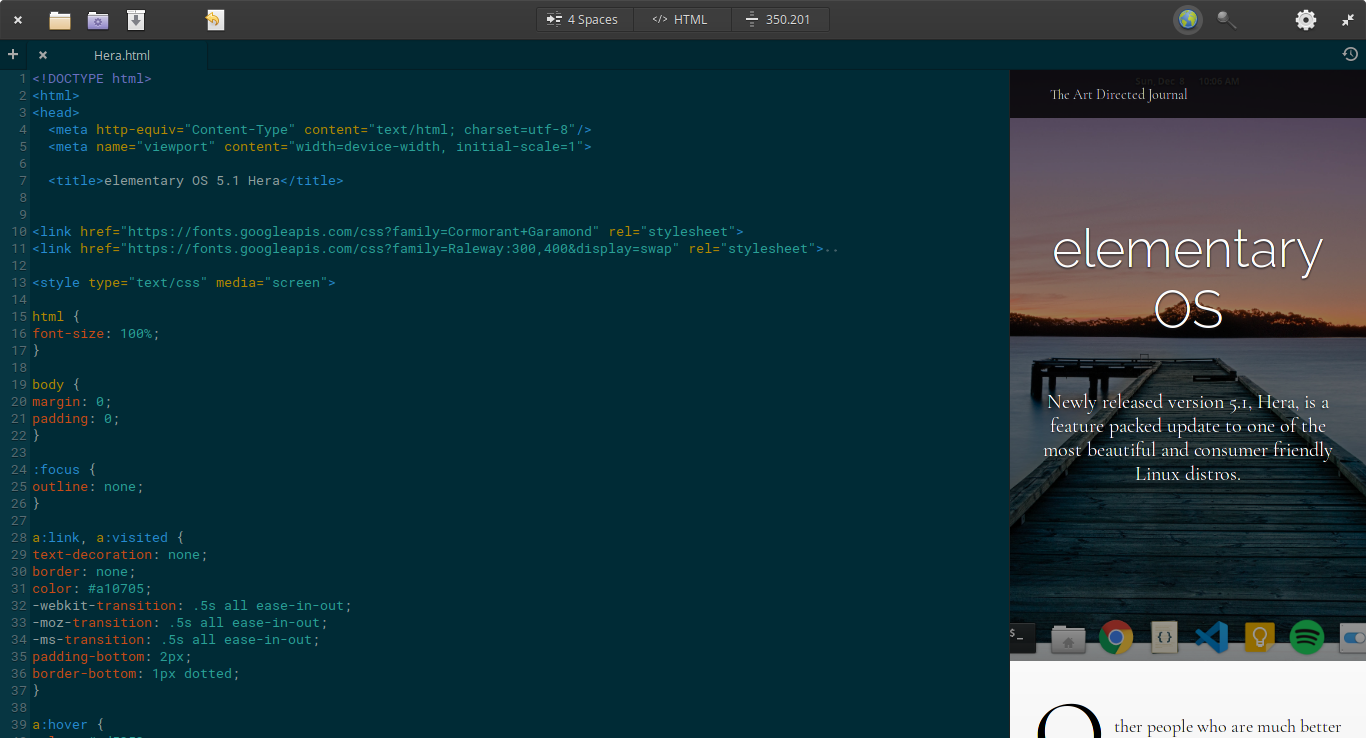 4 Spaces
</> HTML
350.201
Hera.html
1 <!DOCTYPE html>
2 <html>
3 <head>
4 <meta http-equiv="Content-Type" content="text/html; charset=utf-8"/>
5 <meta name="viewport" content="width=device-width, initial-scale=1">
6
7 <title>elementary OS 5.1 Hera</title>
8
9
10 <link href="https://fonts.googleapis.com/css?family=Cormorant+Garamond" rel="stylesheet">
11 <link href="https://fonts.googleapis.com/css?family=Raleway:300,400&display=swap" rel="stylesheet">
12
13 <style type="text/css" media="screen">
14
15 html {
16 font-size: 100%;
17 }
18
19 body {
20 margin: 0;
21 padding: 0;
22 }
23
24 :focus {
25 outline: none;
26 }
27
28 a:link, a:visited {
29 text-decoration: none;
30 border: none;
31 color: #a10705;
32 -webkit-transition: .5s all ease-in-out;
33 -moz-transition: .5s all ease-in-out;
34 -ms-transition: .5s all ease-in-out;
35 padding-bottom: 2px;
36 border-bottom: 1px dotted;
37 }
38
39 a:hover {
Sun, Dec 8 10:06 AM
The Art Directed Journal
elementary
OS
Newly released version 5.1, Hera, is a
feature packed update to one of the
most beautiful and consumer friendly
Linux distros.
Other people who are much better